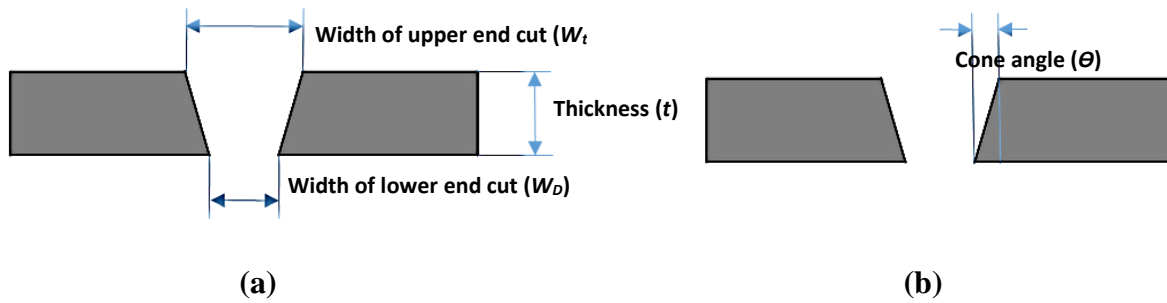 Width of upper end cut (Wt
Cone angle (Ө)
Thickness (t)
Width of lower end cut (WD)
(a)
(b)